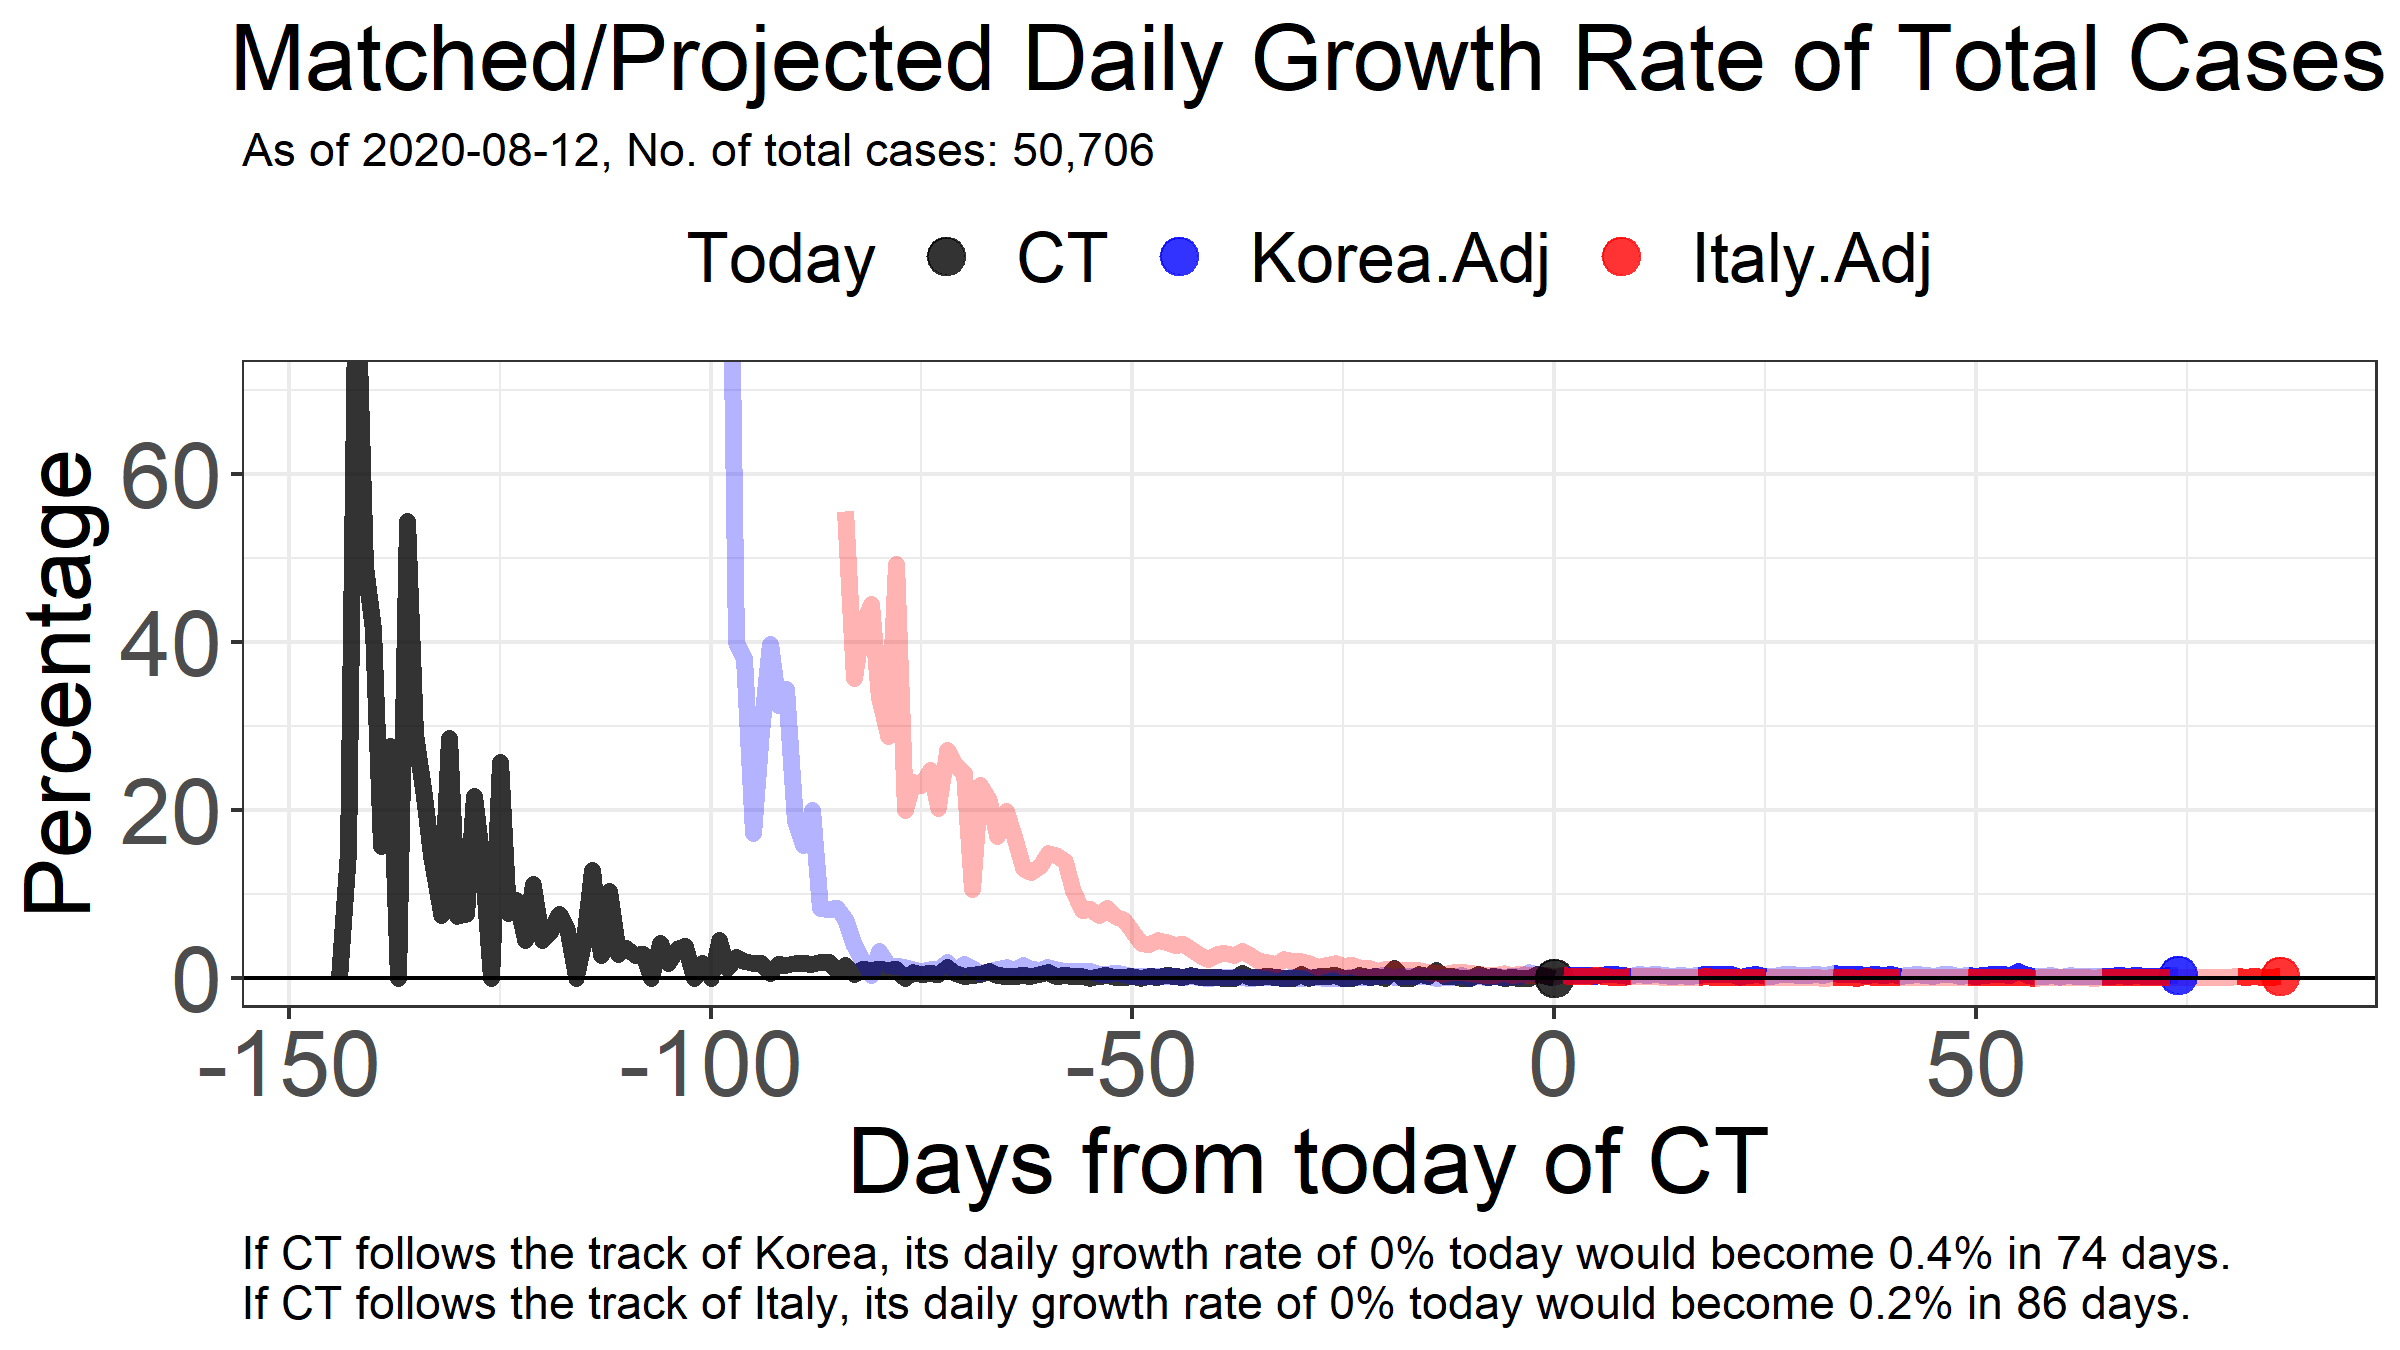 Matched/Projected Daily Growth Rate of Total Cases
As of 2020-08-12, No. of total cases: 50,706
Today CT Korea.Adj Italy.Adj
Percentage
60
40
20
0
-150 -100 -50 0 50
Days from today of CT
If CT follows the track of Korea, its daily growth rate of 0% today would become 0.4% in 74 days.
If CT follows the track of Italy, its daily growth rate of 0% today would become 0.2% in 86 days.